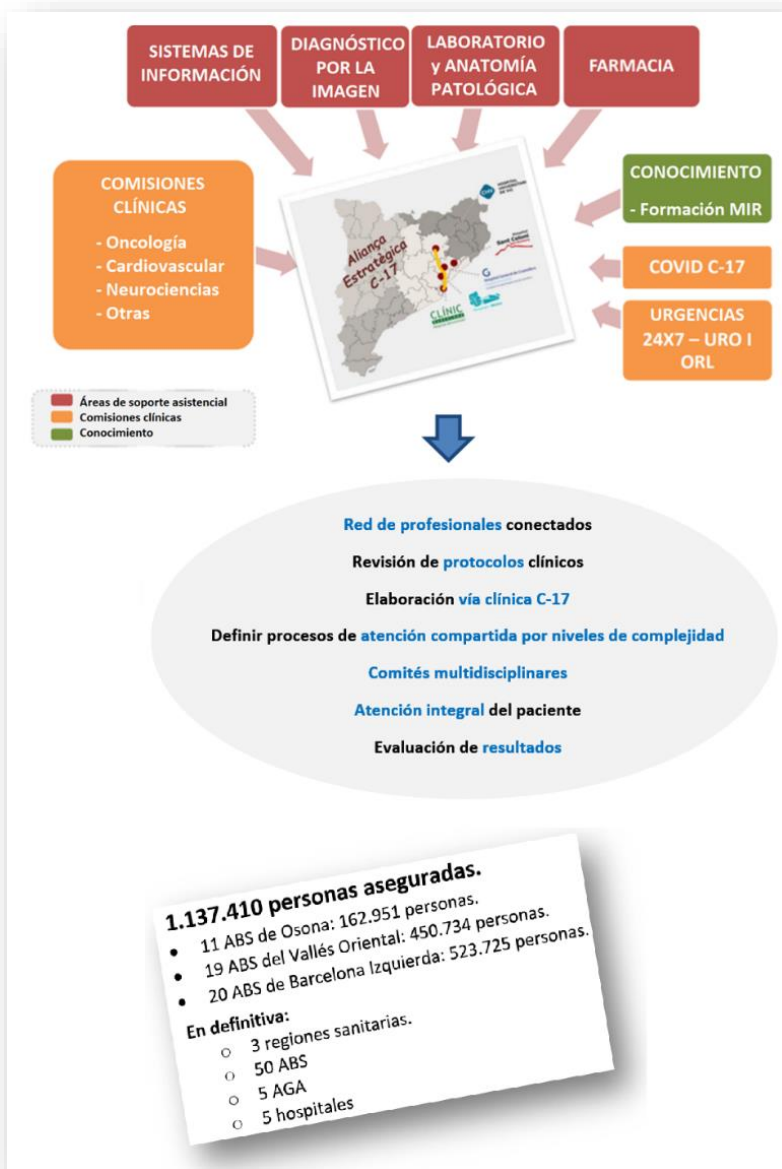 SISTEMAS DE
INFORMACIÓN
DIAGNÓSTICO
POR LA
IMAGEN
LABORATORIO
y ANATOMÍA
PATOLÓGICA
FARMACIA
COMISIONES
CLÍNICAS
- Oncología
- Cardiovascular
- Neurociencias
- Otras
Aliança
Estratègica
C-17
CLÍNIC
CONOCIMIENTO
- Formación MIR
COVID C-17
URGENCIAS
24X7 – URO I
ORL
Áreas de soporte asistencial
Comisiones clínicas
Conocimiento
Red de profesionales conectados
Revisión de protocolos clínicos
Elaboración vía clínica C-17
Definir procesos de atención compartida por niveles de complejidad
Comités multidisciplinares
Atención integral del paciente
Evaluación de resultados
1.137.410 personas aseguradas.
• 11 ABS de Osona: 162.951 personas.
• 19 ABS del Vallés Oriental: 450.734 personas.
• 20 ABS de Barcelona Izquierda: 523.725 personas.
En definitiva:
o 3 regiones sanitarias.
o 50 ABS
o 5 AGA
o 5 hospitales